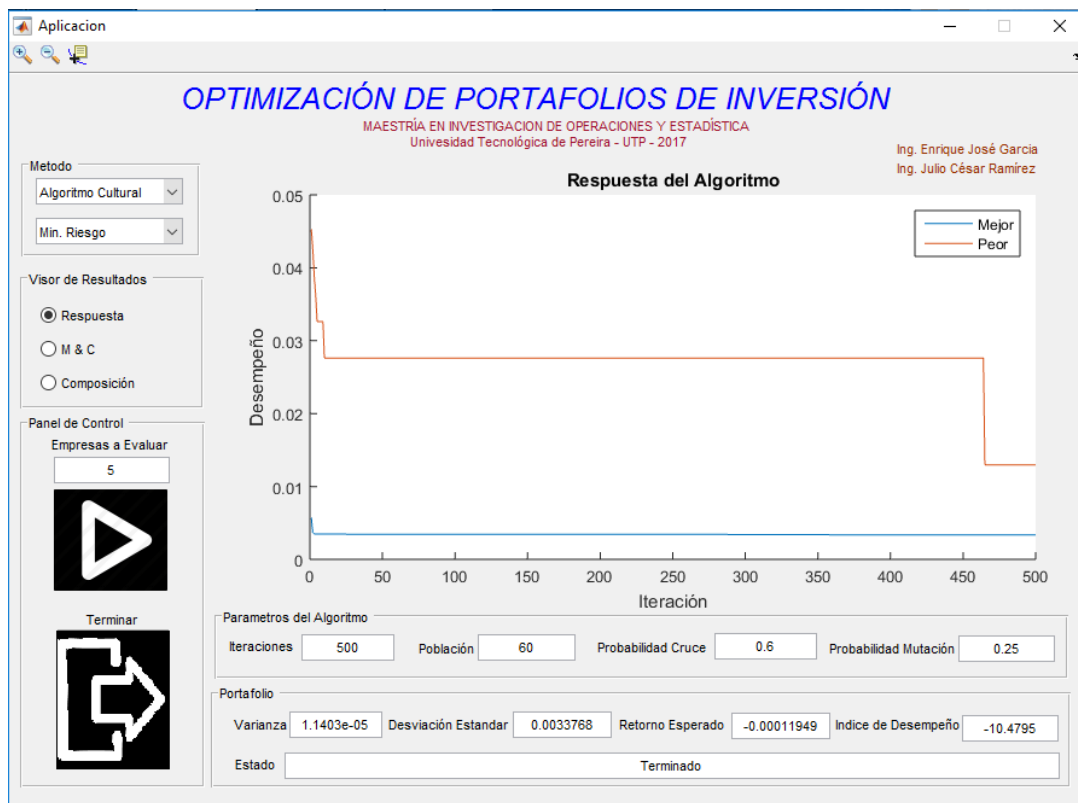 Aplicacion
OPTIMIZACIÓN DE PORTAFOLIOS DE INVERSIÓN
MAESTRÍA EN INVESTIGACION DE OPERACIONES Y ESTADÍSTICA
Univesidad Tecnológica de Pereira - UTP - 2017
Ing. Enrique José Garcia
Ing. Julio César Ramírez
Metodo
Algoritmo Cultural
Min. Riesgo
Visor de Resultados
Respuesta
M & C
Composición
Panel de Control
Empresas a Evaluar
5
Terminar
Respuesta del Algoritmo
Mejor
Peor
Desempeño
0.05
0.04
0.03
0.02
0.01
0
0 50 100 150 200 250 300 350 400 450 500
Iteración
Parametros del Algoritmo
Iteraciones 500 Población 60 Probabilidad Cruce 0.6 Probabilidad Mutación 0.25
Portafolio
Varianza 1.1403e-05 Desviación Estandar 0.0033768 Retorno Esperado -0.00011949 Indice de Desempeño -10.4795
Estado Terminado